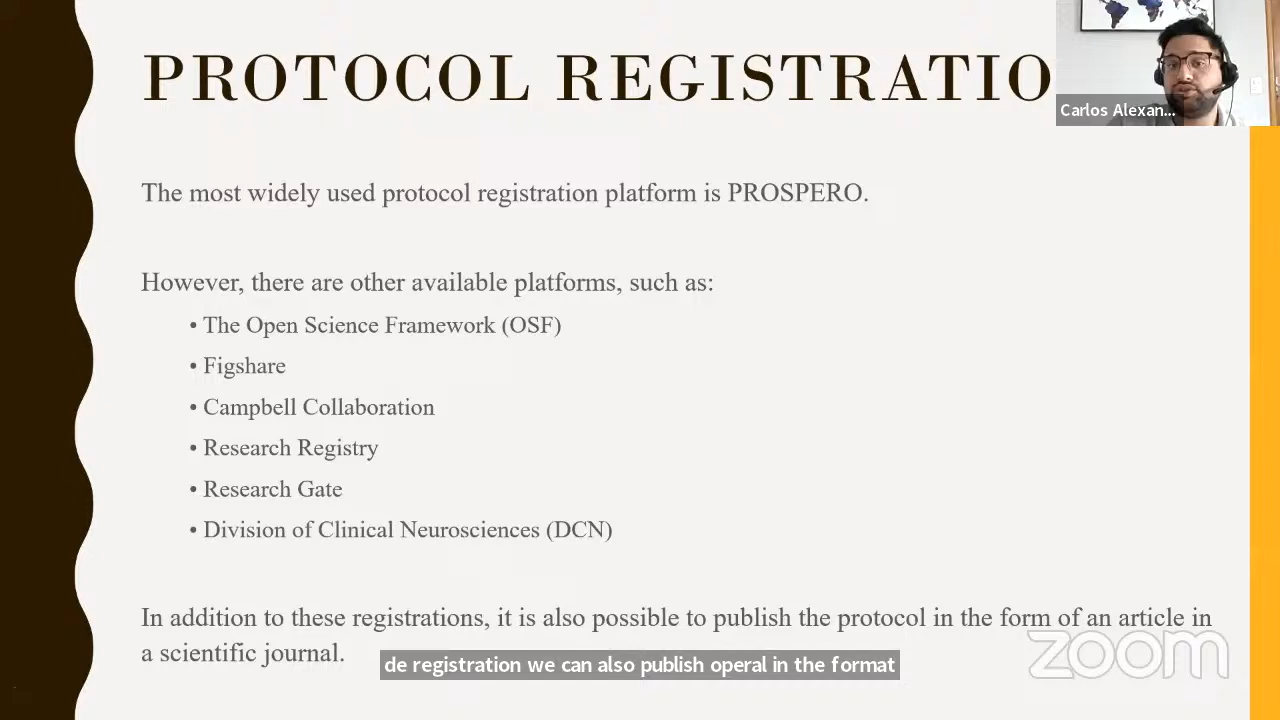 PROTOCOL REGISTRATIO
Carlos Alexan...
The most widely used protocol registration platform is PROSPERO.
However, there are other available platforms, such as:
• The Open Science Framework (OSF)
• Figshare
• Campbell Collaboration
• Research Registry
• Research Gate
• Division of Clinical Neurosciences (DCN)
In addition to these registrations, it is also possible to publish the protocol in the form of an article in
a scientific journal.
de registration we can also publish operal in the format
zoom